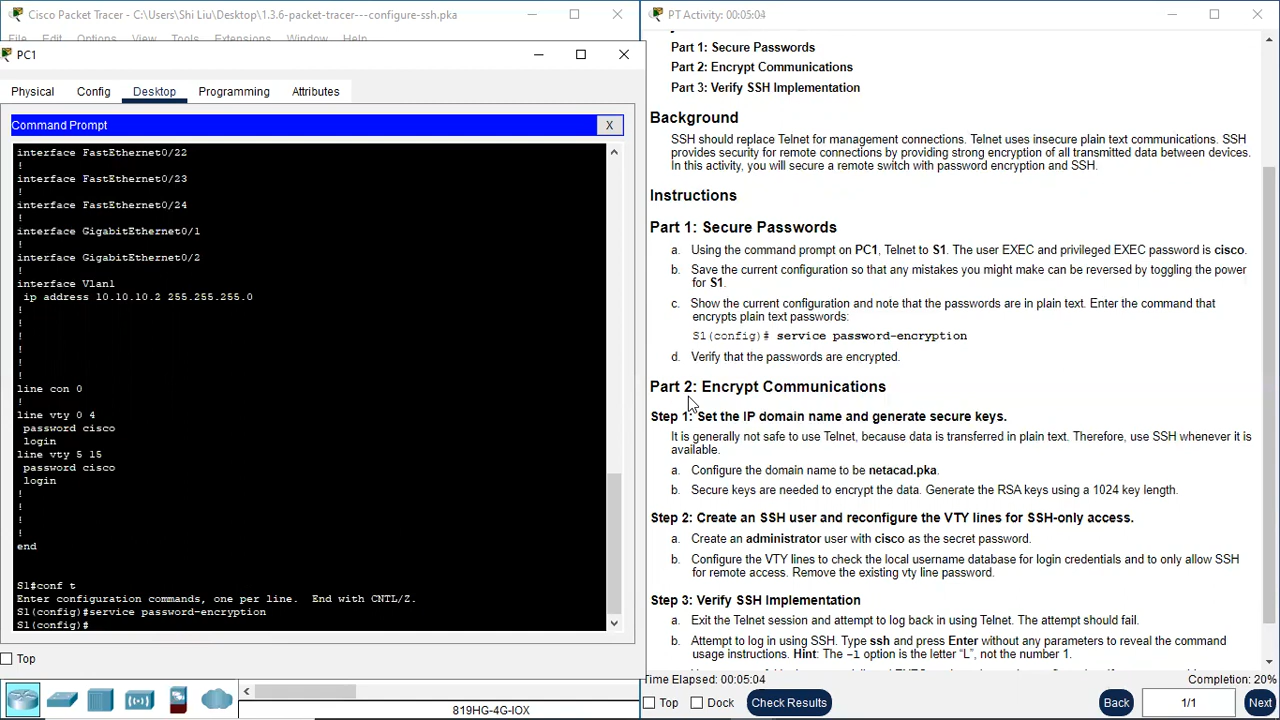 Cisco Packet Tracer - C:\Users\Shi Liu\Desktop\1.3.6-packet-tracer---configure-ssh.pka
File Edit Options View Tools Extensions Window Help
PC1
Physical Config Desktop Programming Attributes
Command Prompt X
interface FastEthernet0/22
!
interface FastEthernet0/23
!
interface FastEthernet0/24
!
interface GigabitEthernet0/1
!
interface GigabitEthernet0/2
!
interface Vlan1
ip address 10.10.10.2 255.255.255.0
!
!
!
!
!
!
line con 0
!
line vty 0 4
password cisco
login
line vty 5 15
password cisco
login
!
!
!
!
end
S1#conf t
Enter configuration commands, one per line. End with CNTL/Z.
S1(config)#service password-encryption
S1(config)#
Top
819HG-4G-IOX
PT Activity: 00:05:04
Part 1: Secure Passwords
Part 2: Encrypt Communications
Part 3: Verify SSH Implementation
Background
SSH should replace Telnet for management connections. Telnet uses insecure plain text communications. SSH
provides security for remote connections by providing strong encryption of all transmitted data between devices.
In this activity, you will secure a remote switch with password encryption and SSH.
Instructions
Part 1: Secure Passwords
a. Using the command prompt on PC1, Telnet to S1. The user EXEC and privileged EXEC password is cisco.
b. Save the current configuration so that any mistakes you might make can be reversed by toggling the power
for S1.
c. Show the current configuration and note that the passwords are in plain text. Enter the command that
encrypts plain text passwords:
S1(config)# service password-encryption
d. Verify that the passwords are encrypted.
Part 2: Encrypt Communications
Step 1: Set the IP domain name and generate secure keys.
It is generally not safe to use Telnet, because data is transferred in plain text. Therefore, use SSH whenever it is
available.
a. Configure the domain name to be netacad.pka.
b. Secure keys are needed to encrypt the data. Generate the RSA keys using a 1024 key length.
Step 2: Create an SSH user and reconfigure the VTY lines for SSH-only access.
a. Create an administrator user with cisco as the secret password.
b. Configure the VTY lines to check the local username database for login credentials and to only allow SSH
for remote access. Remove the existing vty line password.
Step 3: Verify SSH Implementation
a. Exit the Telnet session and attempt to log back in using Telnet. The attempt should fail.
b. Attempt to log in using SSH. Type ssh and press Enter without any parameters to reveal the command
usage instructions. Hint: The -l option is the letter “L”, not the number 1.
Time Elapsed: 00:05:04 Completion: 20%
Top Dock Check Results Back 1/1 Next